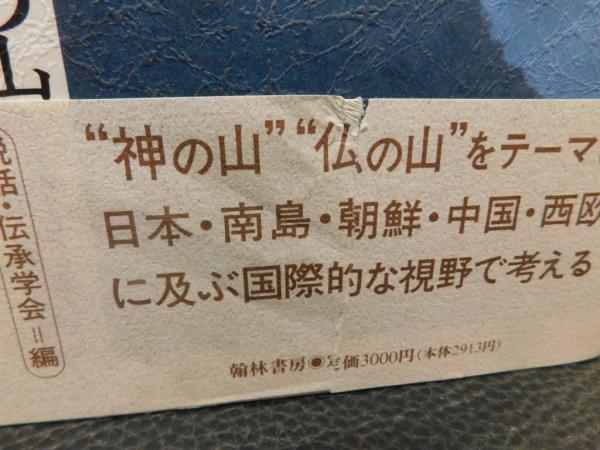 の山
説話・伝承学会＝編
“神の山”“仏の山”をテーマに
日本・南島・朝鮮・中国・西欧
に及ぶ国際的な視野で考える
翰林書房●定価3000円(本体2913円)